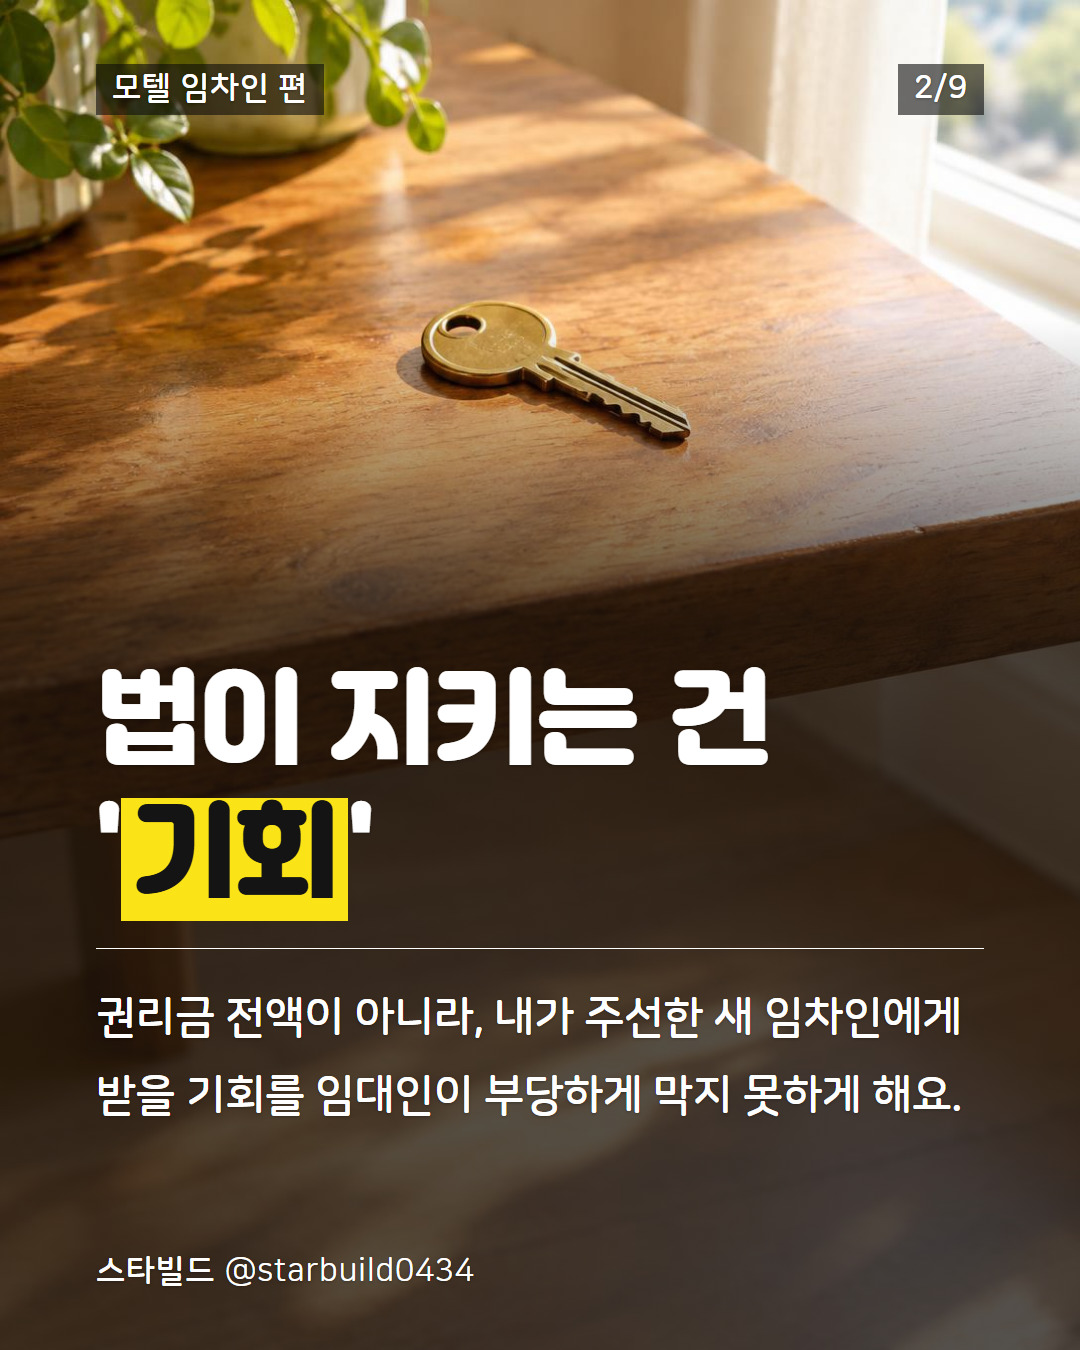 모텔 임차인 편
2/9
법이 지키는 건
'기회'
권리금 전액이 아니라, 내가 주선한 새 임차인에게
받을 기회를 임대인이 부당하게 막지 못하게 해요.
스타빌드 @starbuild0434